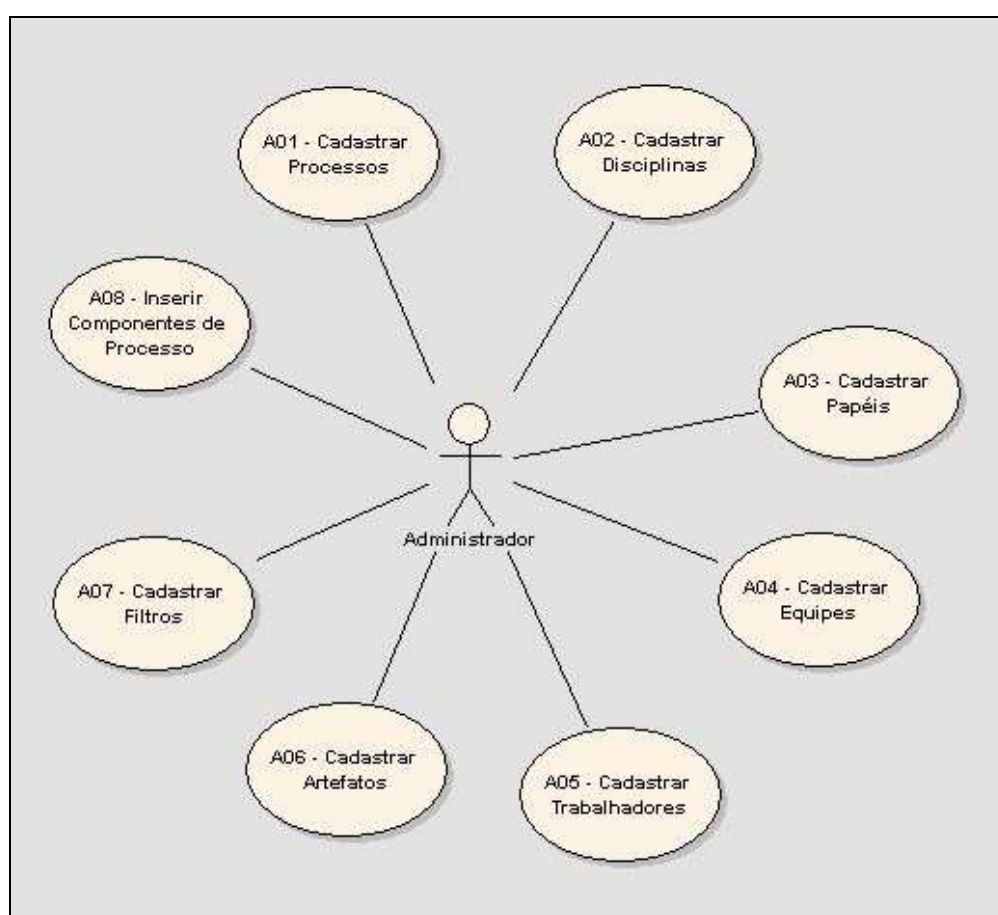 A01 - Cadastrar
Processos
A02 - Cadastrar
Disciplinas
A08 - Inserir
Componentes de
Processo
A03 - Cadastrar
Papéis
Administrador
A07 - Cadastrar
Filtros
A04 - Cadastrar
Equipes
A06 - Cadastrar
Artefatos
A05 - Cadastrar
Trabalhadores